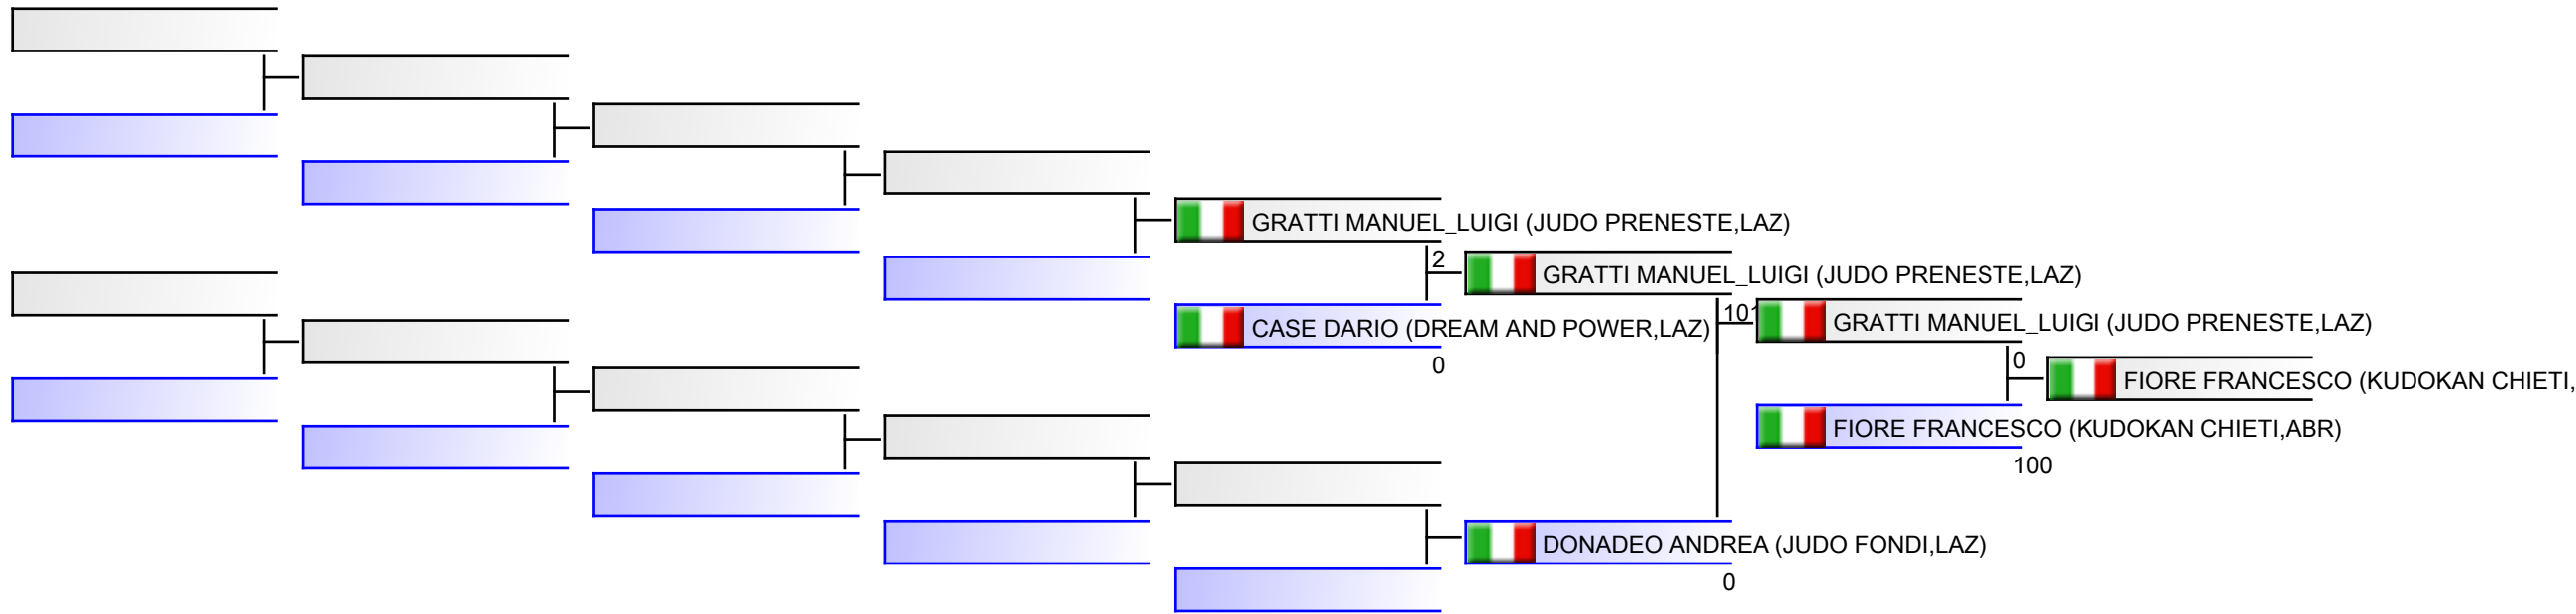 GRATTI MANUEL_LUIGI (JUDO PRENESTE,LAZ)
2
GRATTI MANUEL_LUIGI (JUDO PRENESTE,LAZ)
CASE DARIO (DREAM AND POWER,LAZ)
0
101
GRATTI MANUEL_LUIGI (JUDO PRENESTE,LAZ)
0
FIORE FRANCESCO (KUDOKAN CHIETI,
FIORE FRANCESCO (KUDOKAN CHIETI,ABR)
100
DONADEO ANDREA (JUDO FONDI,LAZ)
0